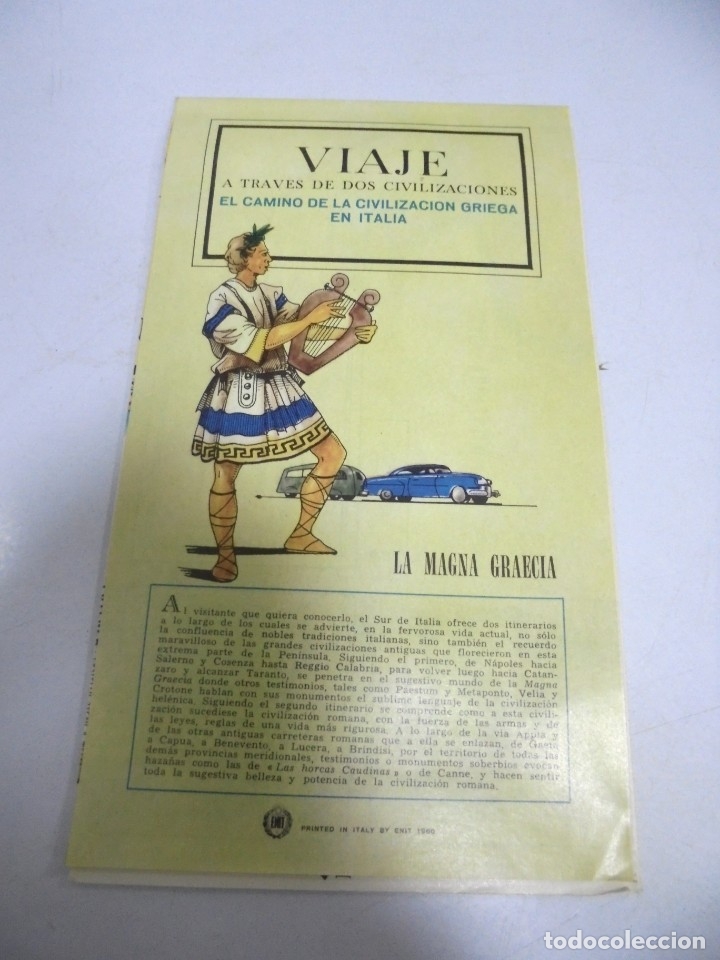 VIAJE
A TRAVES DE DOS CIVILIZACIONES
EL CAMINO DE LA CIVILIZACION GRIEGA
EN ITALIA
LA MAGNA GRAECIA
Al visitante que quiera conocerlo, el Sur de Italia ofrece dos itinerarios
a lo largo de los cuales se advierte, en la fervorosa vida actual, no sólo
la confluencia de nobles tradiciones italianas, sino también el recuerdo
maravilloso de las grandes civilizaciones antiguas que florecieron en esta
extrema parte de la Península. Siguiendo el primero, de Nápoles hacia
Salerno y Cosenza hasta Reggio Calabria, para volver luego hacia Catan-
zaro y alcanzar Taranto, se penetra en el sugestivo mundo de la Magna
Graecia donde otros testimonios, tales como Paestum y Metaponto, Velia y
Crotone hablan con sus monumentos el sublime lenguaje de la civilización
helénica. Siguiendo el segundo itinerario se comprende como a esta civili-
zación sucediese la civilización romana, con la fuerza de las armas y de
las leyes, reglas de una vida más rigurosa. A lo largo de la via Appia y
de las otras antiguas carreteras romanas que a ella se enlazan, de Gaeta
a Capua, a Benevento, a Lucera, a Brindisi, por el territorio de todas las
demás provincias meridionales, testimonios o monumentos soberbios
hazañas como las de « Las horcas Caudinas » o de Canne, y hacen sentir
toda la sugestiva belleza y potencia de la civilización romana.
ENIT
PRINTED IN ITALY BY ENIT 1960
todocoleccion